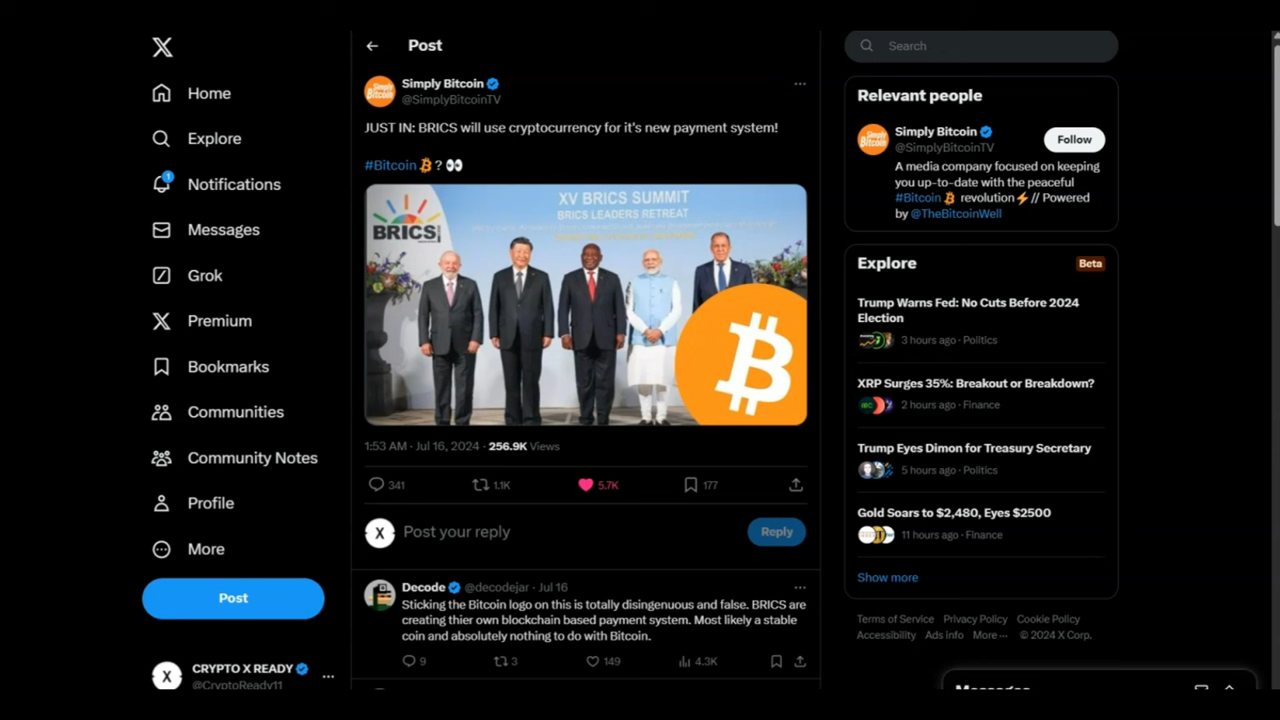 Home
Explore
Notifications
1
Messages
Grok
Premium
Bookmarks
Communities
Community Notes
Profile
More
Post
CRYPTO X READY
@CryptoReady11
Post
Simply Bitcoin
@SimplyBitcoinTV
JUST IN: BRICS will use cryptocurrency for it's new payment system!
#Bitcoin ? 👀
XV BRICS SUMMIT
BRICS LEADERS RETREAT
BRICS
1:53 AM · Jul 16, 2024 · 256.9K Views
341 1.1K 5.7K 177
Post your reply
Reply
Decode @decodejar · Jul 16
Sticking the Bitcoin logo on this is totally disingenuous and false. BRICS are
creating thier own blockchain based payment system. Most likely a stable
coin and absolutely nothing to do with Bitcoin.
9 3 149 4.3K
Search
Relevant people
Simply Bitcoin
@SimplyBitcoinTV
Follow
A media company focused on keeping
you up-to-date with the peaceful
#Bitcoin revolution⚡// Powered
by @TheBitcoinWell
Explore
Beta
Trump Warns Fed: No Cuts Before 2024
Election
3 hours ago · Politics
XRP Surges 35%: Breakout or Breakdown?
2 hours ago · Finance
Trump Eyes Dimon for Treasury Secretary
5 hours ago · Politics
Gold Soars to $2,480, Eyes $2500
11 hours ago · Finance
Show more
Terms of Service Privacy Policy Cookie Policy
Accessibility Ads info More ··· © 2024 X Corp.
Messages